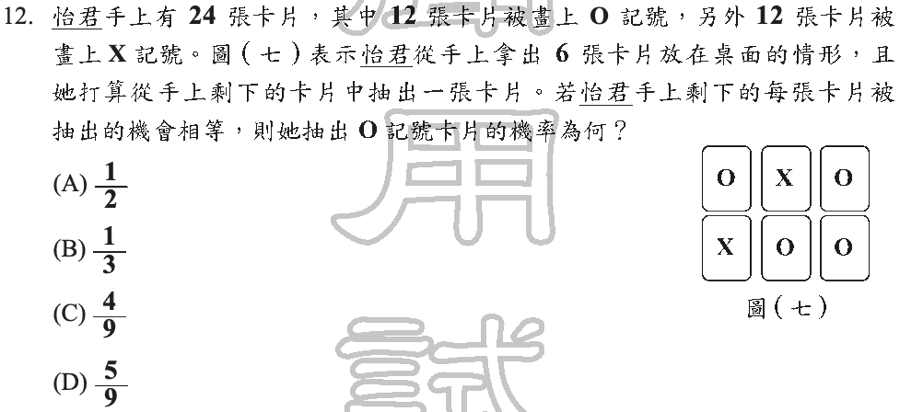 12. 怡君手上有 24 張卡片，其中 12 張卡片被畫上 O 記號，另外 12 張卡片被
畫上 X 記號。圖(七)表示怡君從手上拿出 6 張卡片放在桌面的情形，且
她打算從手上剩下的卡片中抽出一張卡片。若怡君手上剩下的每張卡片被
抽出的機會相等，則她抽出 O 記號卡片的機率為何？
(A) 1/2
(B) 1/3
(C) 4/9
(D) 5/9
O X O
X O O
圖(七)
用
試